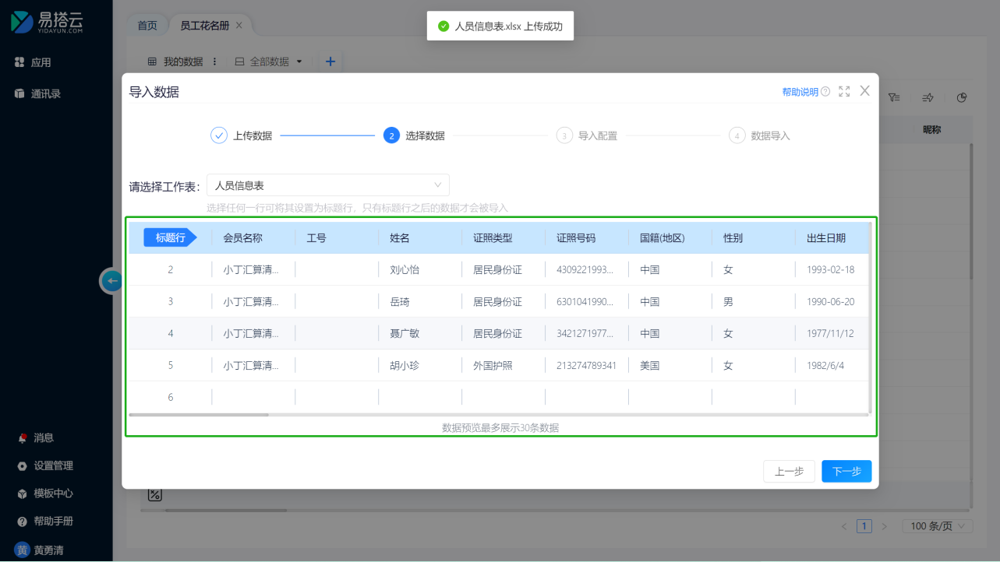 易搭云
YIDAYUN.COM
首页
员工花名册
人员信息表.xlsx 上传成功
应用
通讯录
我的数据
全部数据
昵称
导入数据
帮助说明
上传数据
2 选择数据
3 导入配置
4 数据导入
请选择工作表: 人员信息表
选择任何一行可将其设置为标题行，只有标题行之后的数据才会被导入
标题行 会员名称 工号 姓名 证照类型 证照号码 国籍(地区) 性别 出生日期
2 小丁汇算清... 刘心怡 居民身份证 4309221993... 中国 女 1993-02-18
3 小丁汇算清... 岳琦 居民身份证 6301041990... 中国 男 1990-06-20
4 小丁汇算清... 聂广敏 居民身份证 3421271977... 中国 女 1977/11/12
5 小丁汇算清... 胡小珍 外国护照 213274789341 美国 女 1982/6/4
6
数据预览最多展示30条数据
上一步 下一步
消息
设置管理
模板中心
帮助手册
黄 黄勇清
1 100 条/页